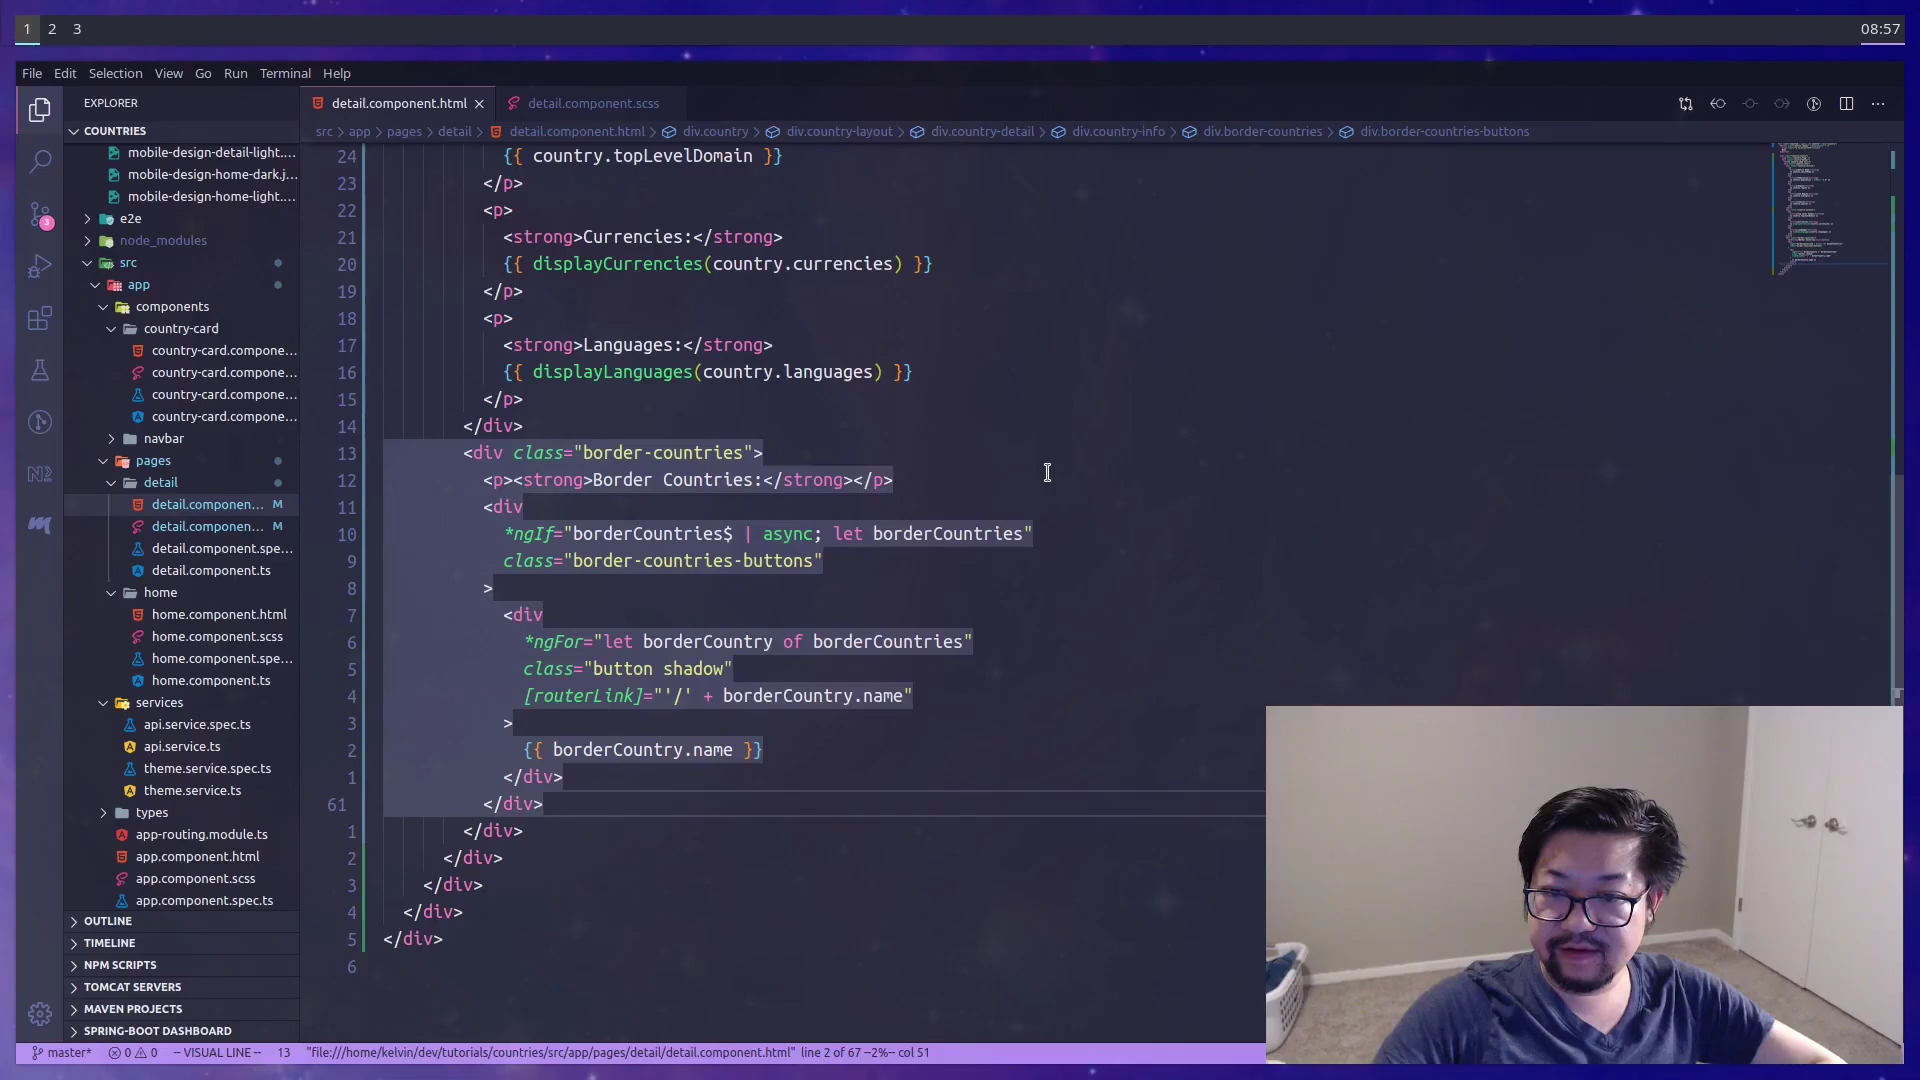 1 2 3
08:57
File Edit Selection View Go Run Terminal Help
EXPLORER
detail.component.html
detail.component.scss
COUNTRIES
src > app > pages > detail > detail.component.html > div.country > div.country-layout > div.country-detail > div.country-info > div.border-countries > div.border-countries-buttons
mobile-design-detail-light....
mobile-design-home-dark.j...
mobile-design-home-light....
e2e
node_modules
src
app
components
country-card
country-card.compone...
country-card.compone...
country-card.compone...
country-card.compone...
navbar
pages
detail
detail.componen... M
detail.componen... M
detail.component.spe...
detail.component.ts
home
home.component.html
home.component.scss
home.component.spe...
home.component.ts
services
api.service.spec.ts
api.service.ts
theme.service.spec.ts
theme.service.ts
types
app-routing.module.ts
app.component.html
app.component.scss
app.component.spec.ts
OUTLINE
TIMELINE
NPM SCRIPTS
TOMCAT SERVERS
MAVEN PROJECTS
SPRING-BOOT DASHBOARD
3
24 {{ country.topLevelDomain }}
23 </p>
22 <p>
21 <strong>Currencies:</strong>
20 {{ displayCurrencies(country.currencies) }}
19 </p>
18 <p>
17 <strong>Languages:</strong>
16 {{ displayLanguages(country.languages) }}
15 </p>
14 </div>
13 <div class="border-countries">
12 <p><strong>Border Countries:</strong></p>
11 <div
10 *ngIf="borderCountries$ | async; let borderCountries"
9 class="border-countries-buttons"
8 >
7 <div
6 *ngFor="let borderCountry of borderCountries"
5 class="button shadow"
4 [routerLink]="'/' + borderCountry.name"
3 >
2 {{ borderCountry.name }}
1 </div>
61 </div>
1 </div>
2 </div>
3 </div>
4 </div>
5 </div>
6
master* 0 0 -- VISUAL LINE -- 13 "file:///home/kelvin/dev/tutorials/countries/src/app/pages/detail/detail.component.html" line 2 of 67 --2%-- col 51